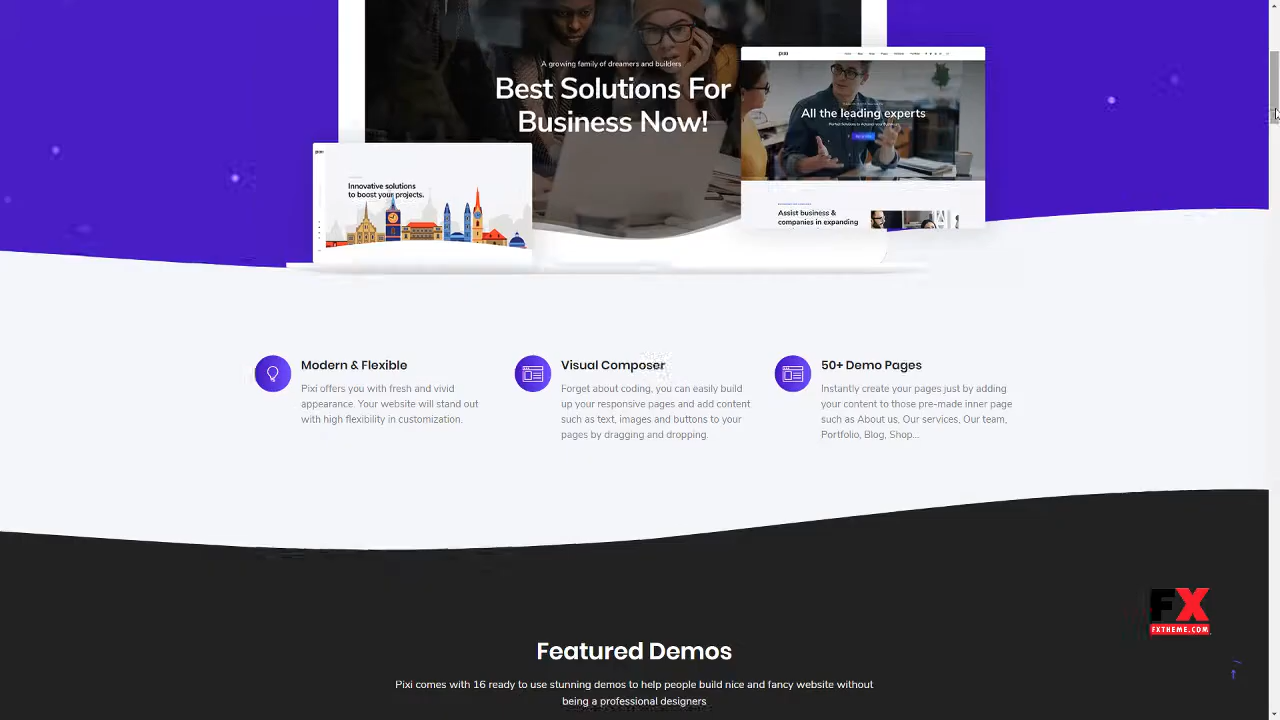 A growing family of dreamers and builders
Best Solutions For
Business Now!
pixi
All the leading experts
Assist business &
companies in expanding
pixi
Innovative solutions
to boost your projects.
Modern & Flexible
Pixi offers you with fresh and vivid
appearance. Your website will stand out
with high flexibility in customization.
Visual Composer
Forget about coding, you can easily build
up your responsive pages and add content
such as text, images and buttons to your
pages by dragging and dropping.
50+ Demo Pages
Instantly create your pages just by adding
your content to those pre-made inner page
such as About us, Our services, Our team,
Portfolio, Blog, Shop...
FX
FXTHEME.COM
Featured Demos
Pixi comes with 16 ready to use stunning demos to help people build nice and fancy website without
being a professional designers